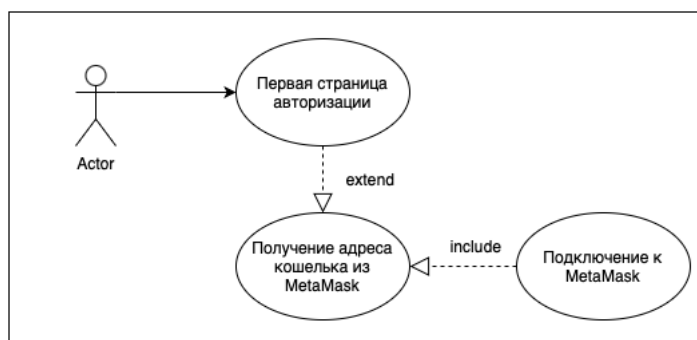 Первая страница
авторизации
Actor
extend
Получение адреса
кошелька из
MetaMask
include
Подключение к
MetaMask